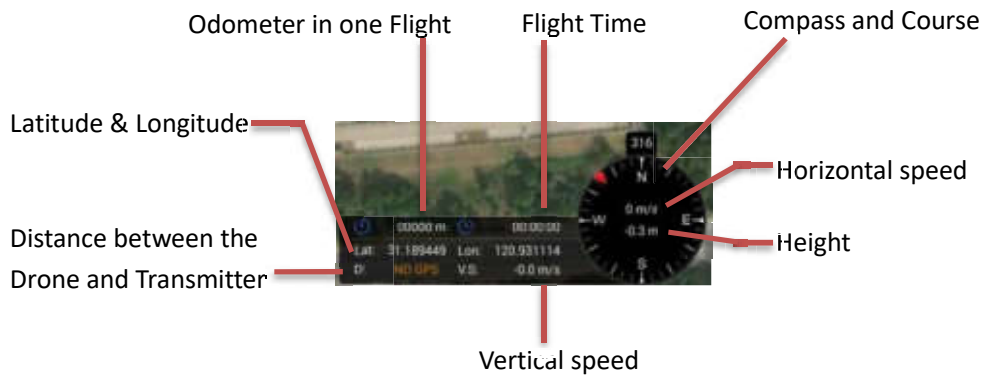 Odometer in one Flight
Flight Time
Compass and Course
Latitude & Longitude
316
N
Horizontal speed
0 m/s
W
E
Distance between the
Drone and Transmitter
00000 m
00:00:00
-0.3 m
Height
Lat:
31.189449
Lon:
120.931114
D:
NO GPS
V.S:
-0.0 m/s
S
Vertical speed